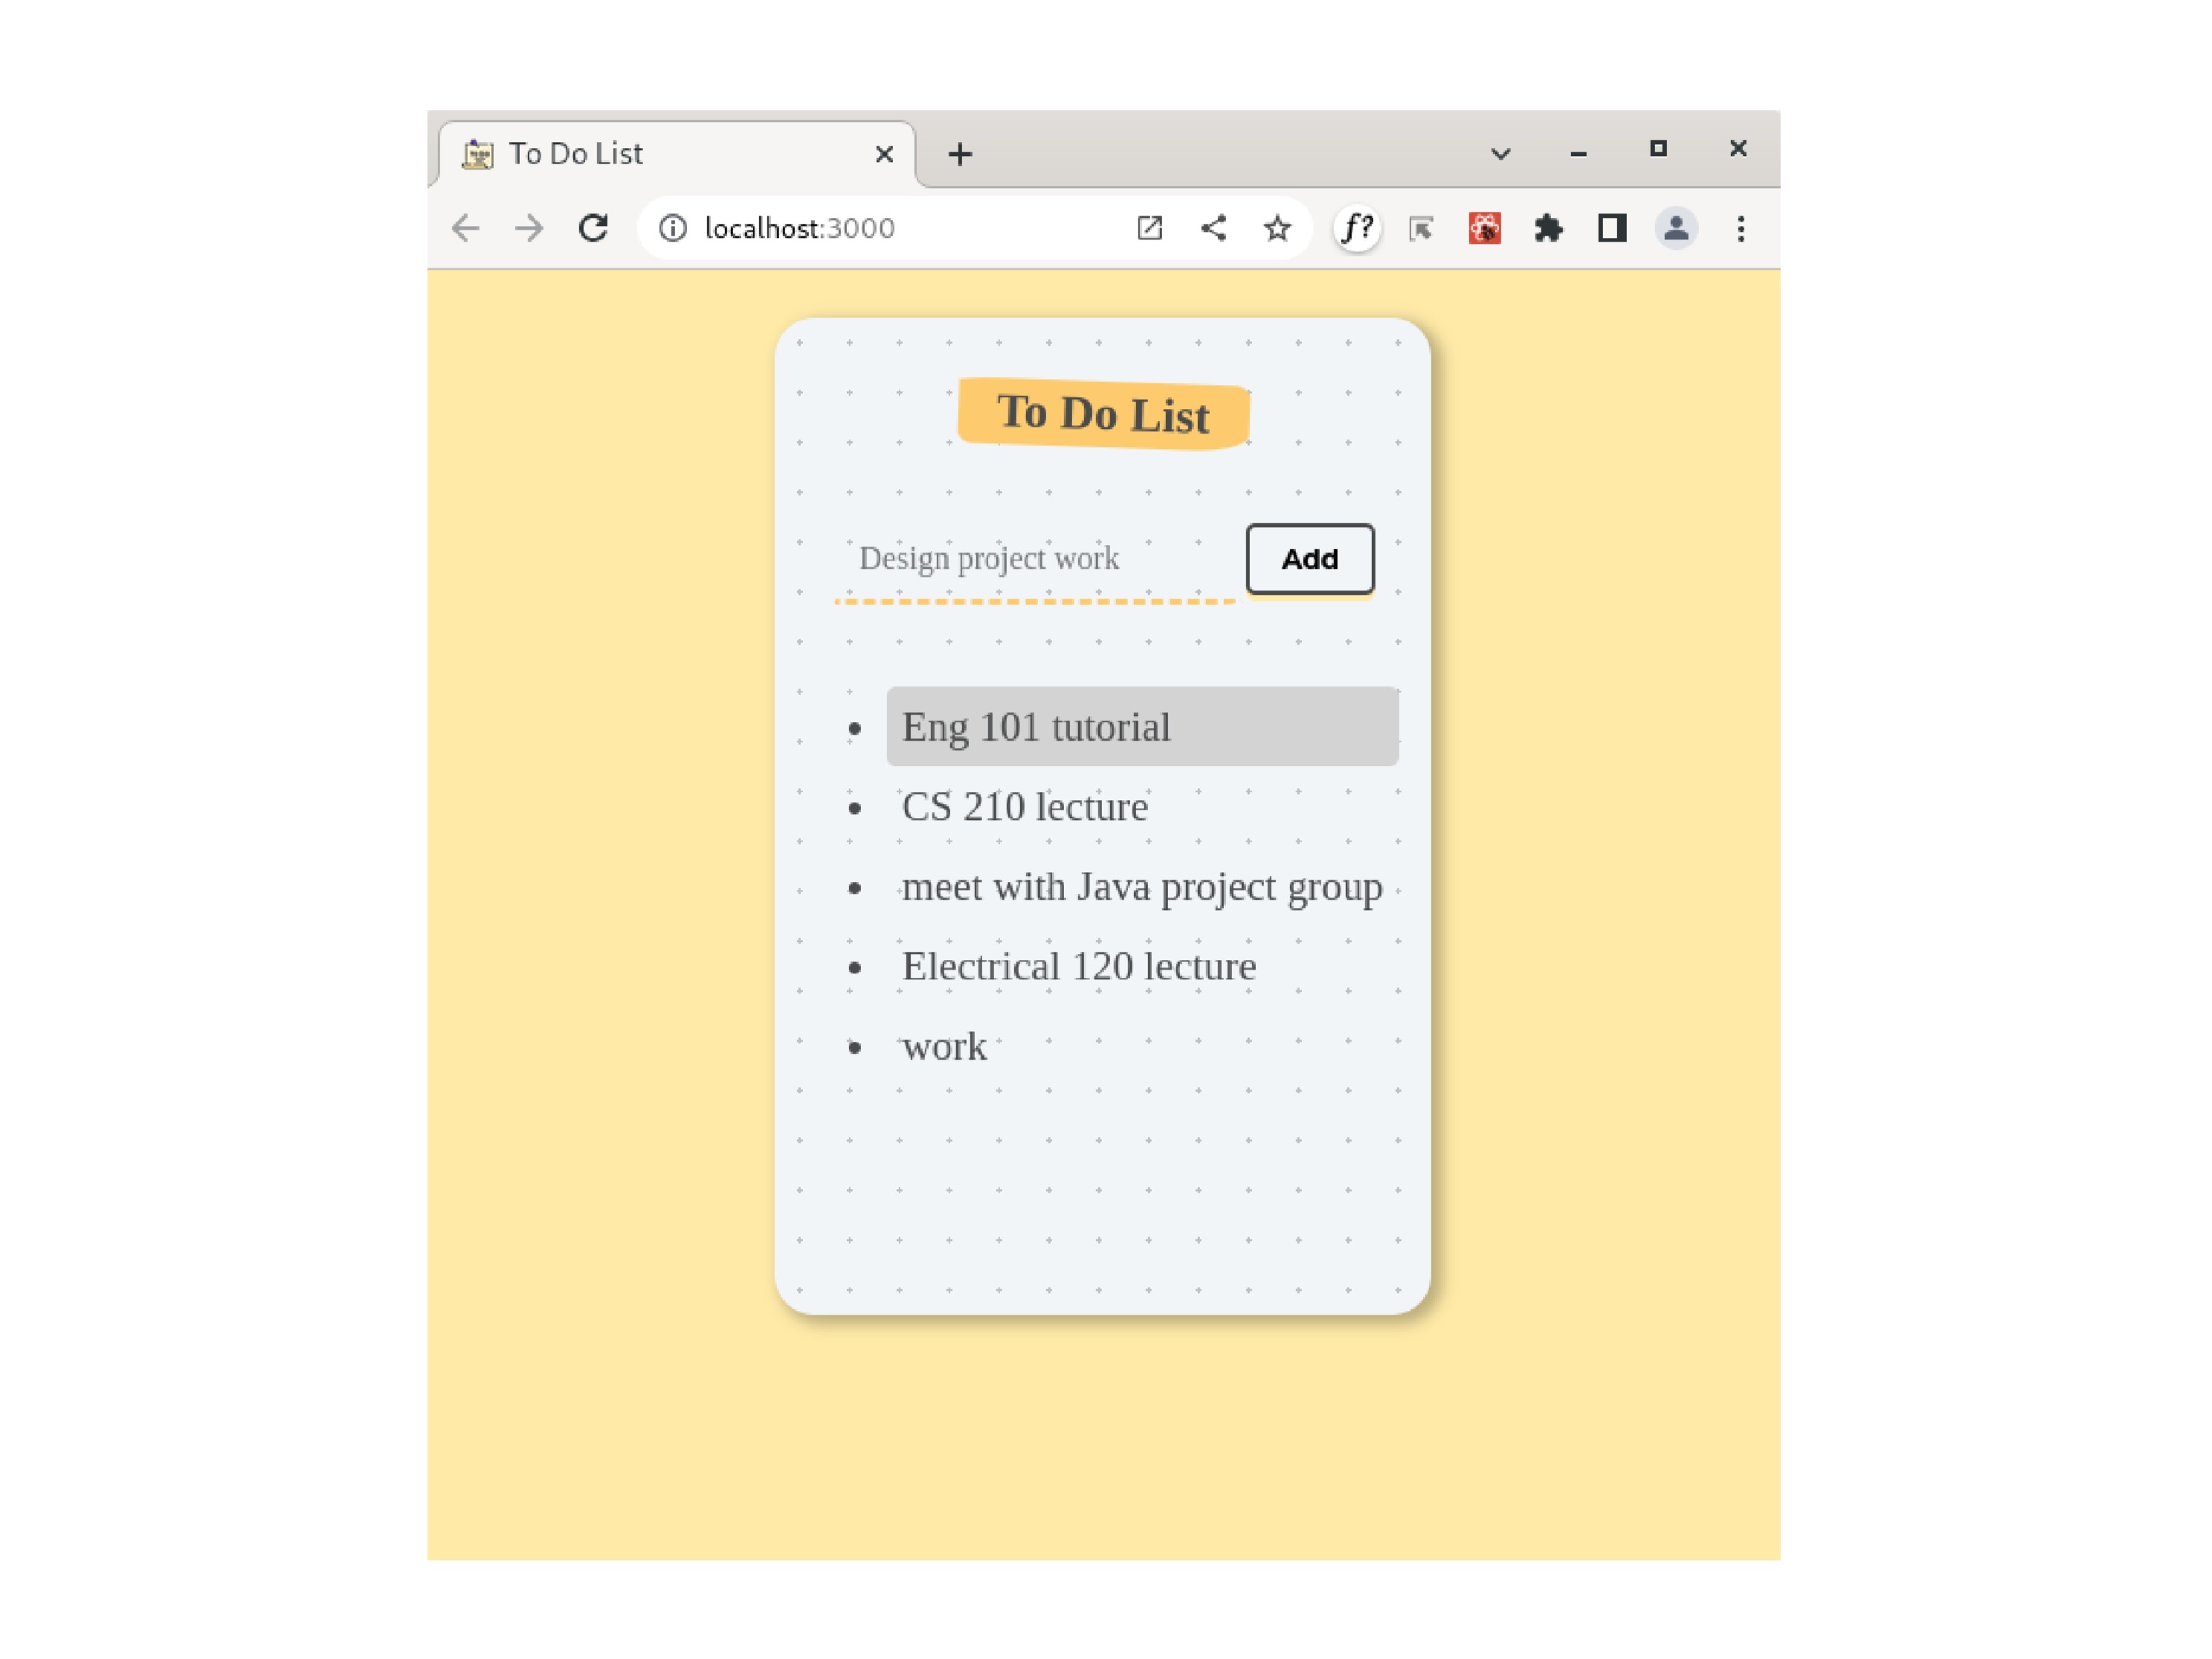 To Do List
localhost:3000
f?
To Do List
Design project work
Add
Eng 101 tutorial
CS 210 lecture
meet with Java project group
Electrical 120 lecture
work